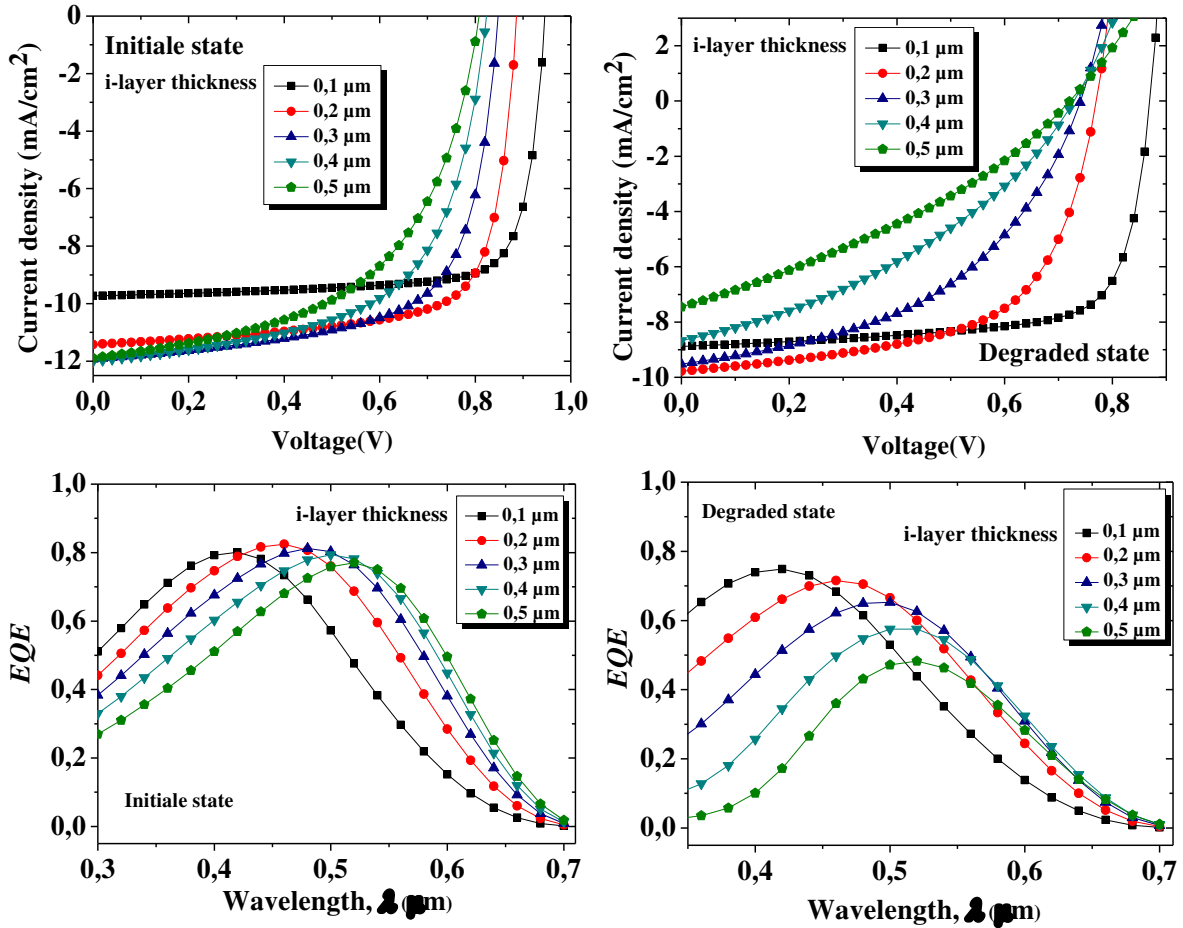 Initiale state
i-layer thickness
0,1 µm
0,2 µm
0,3 µm
0,4 µm
0,5 µm
0
-2
-4
-6
-8
-10
-12
Current density (mA/cm2)
0,0 0,2 0,4 0,6 0,8 1,0
Voltage(V)
i-layer thickness
0,1 µm
0,2 µm
0,3 µm
0,4 µm
0,5 µm
2
0
-2
-4
-6
-8
-10
Current density (mA/cm2)
Degraded state
0,0 0,2 0,4 0,6 0,8
Voltage(V)
1,0
0,8
0,6
0,4
0,2
0,0
EQE
i-layer thickness
0,1 µm
0,2 µm
0,3 µm
0,4 µm
0,5 µm
Initiale state
0,3 0,4 0,5 0,6 0,7
Wavelength, λ (µm)
1,0
0,8
0,6
0,4
0,2
0,0
EQE
Degraded state
i-layer thickness
0,1 µm
0,2 µm
0,3 µm
0,4 µm
0,5 µm
0,4 0,5 0,6 0,7
Wavelength, λ (µm)